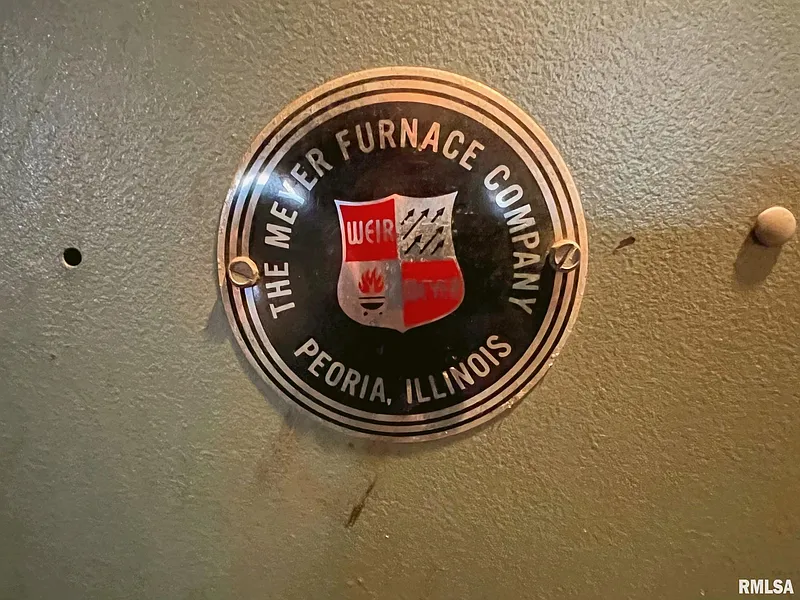 THE MEYER FURNACE COMPANY
WEIR
PEORIA, ILLINOIS
RMLSA